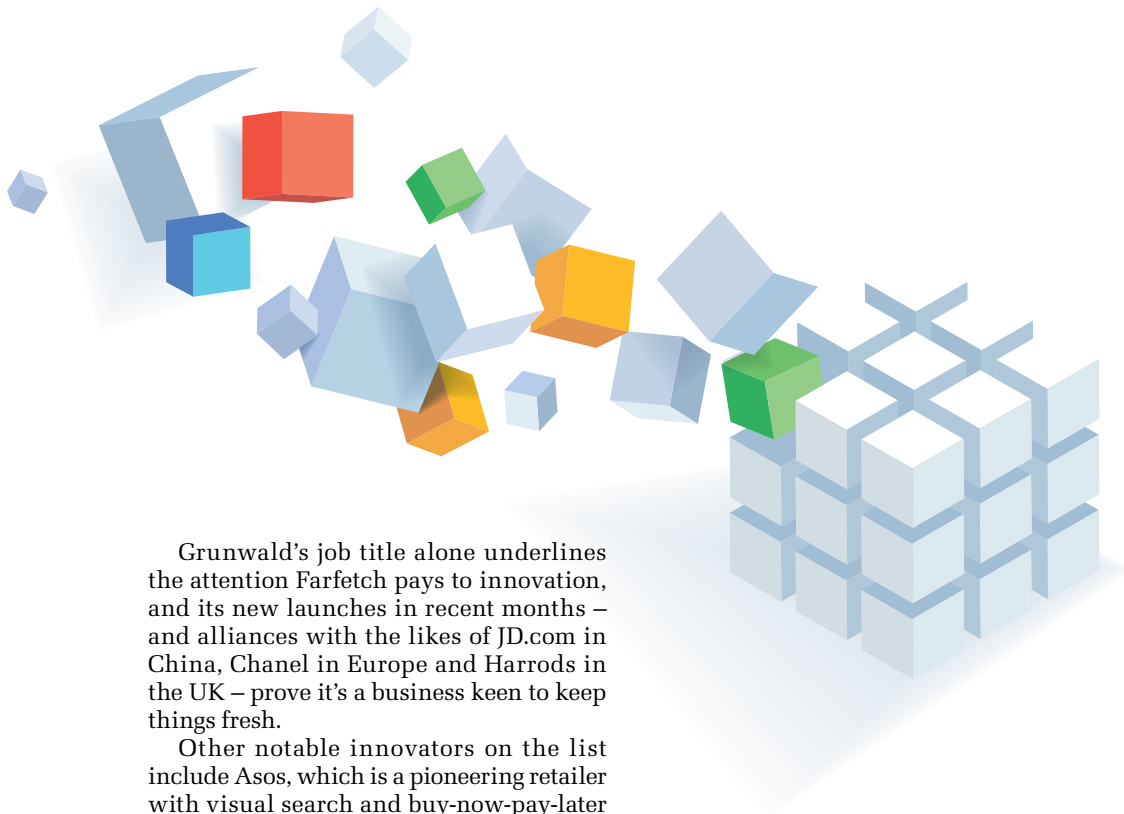 Grunwald’s job title alone underlines
the attention Farfetch pays to innovation,
and its new launches in recent months –
and alliances with the likes of JD.com in
China, Chanel in Europe and Harrods in
the UK – prove it’s a business keen to keep
things fresh.
Other notable innovators on the list
include Asos, which is a pioneering retailer
with visual search and buy-now-pay-later